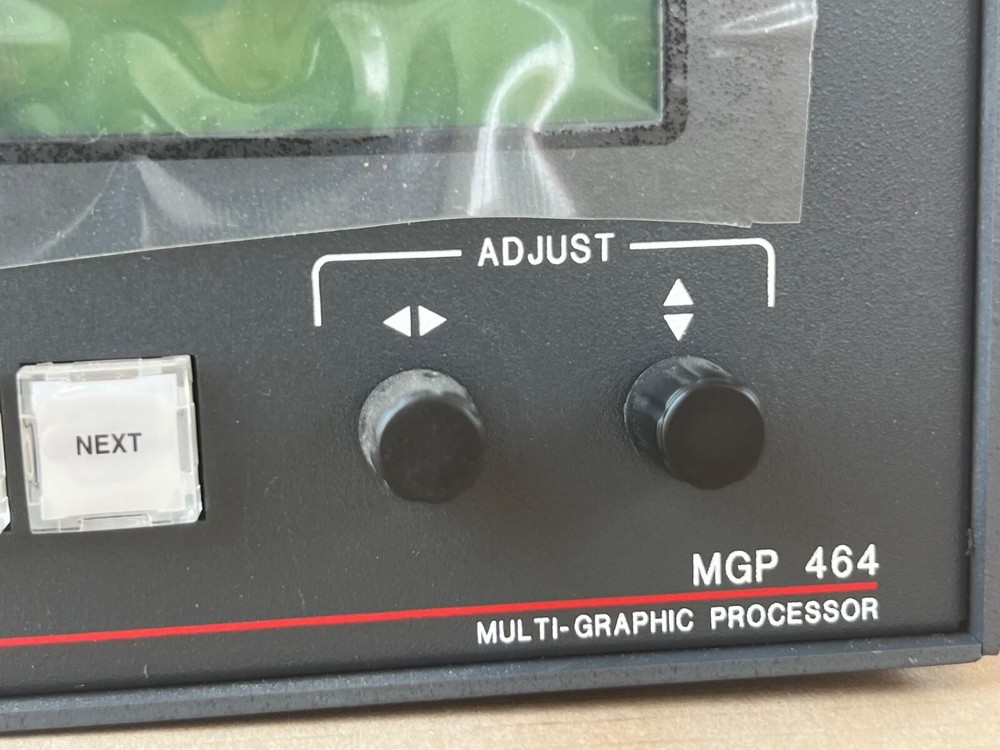 ADJUST
NEXT
MGP 464
MULTI-GRAPHIC PROCESSOR